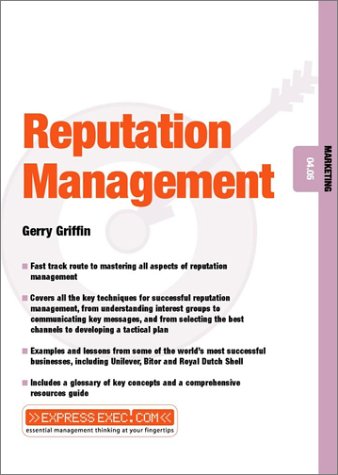 Reputation
Management
MARKETING
04.05
Gerry Griffin
Fast track route to mastering all aspects of reputation
management
Covers all the key techniques for successful reputation
management, from understanding interest groups to
communicating key messages, and from selecting the best
channels to developing a tactical plan
Examples and lessons from some of the world's most successful
businesses, including Unilever, Bitor and Royal Dutch Shell
Includes a glossary of key concepts and a comprehensive
resources guide
>> EXPRESS EXEC!COM <<
essential management thinking at your fingertips